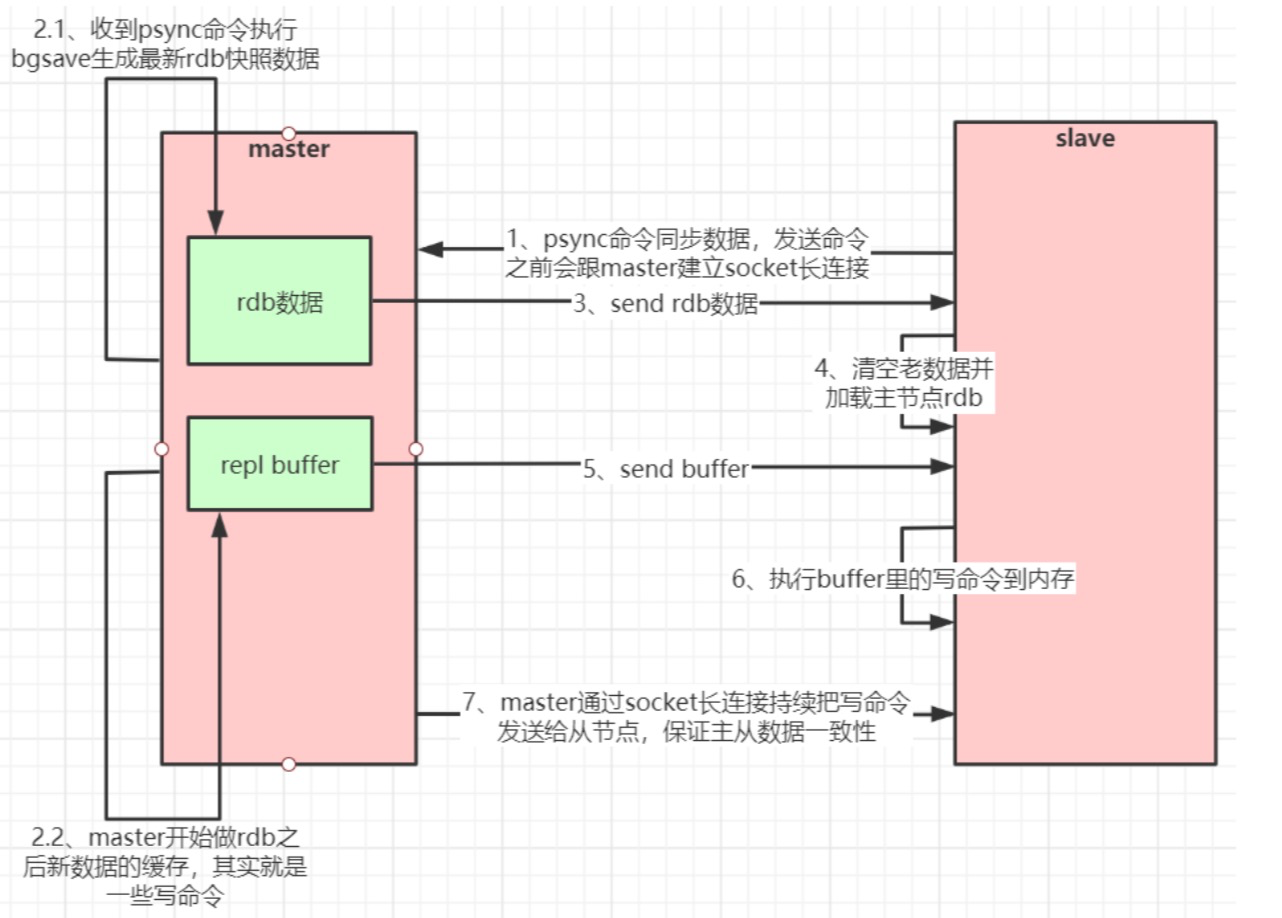 2.1、收到psync命令执行
bgsave生成最新rdb快照数据
master
slave
1、psync命令同步数据，发送命令
之前会跟master建立socket长连接
rdb数据
3、send rdb数据
4、清空老数据并
加载主节点rdb
repl buffer
5、send buffer
6、执行buffer里的写命令到内存
7、master通过socket长连接持续把写命令
发送给从节点，保证主从数据一致性
2.2、master开始做rdb之
后新数据的缓存，其实就是
一些写命令